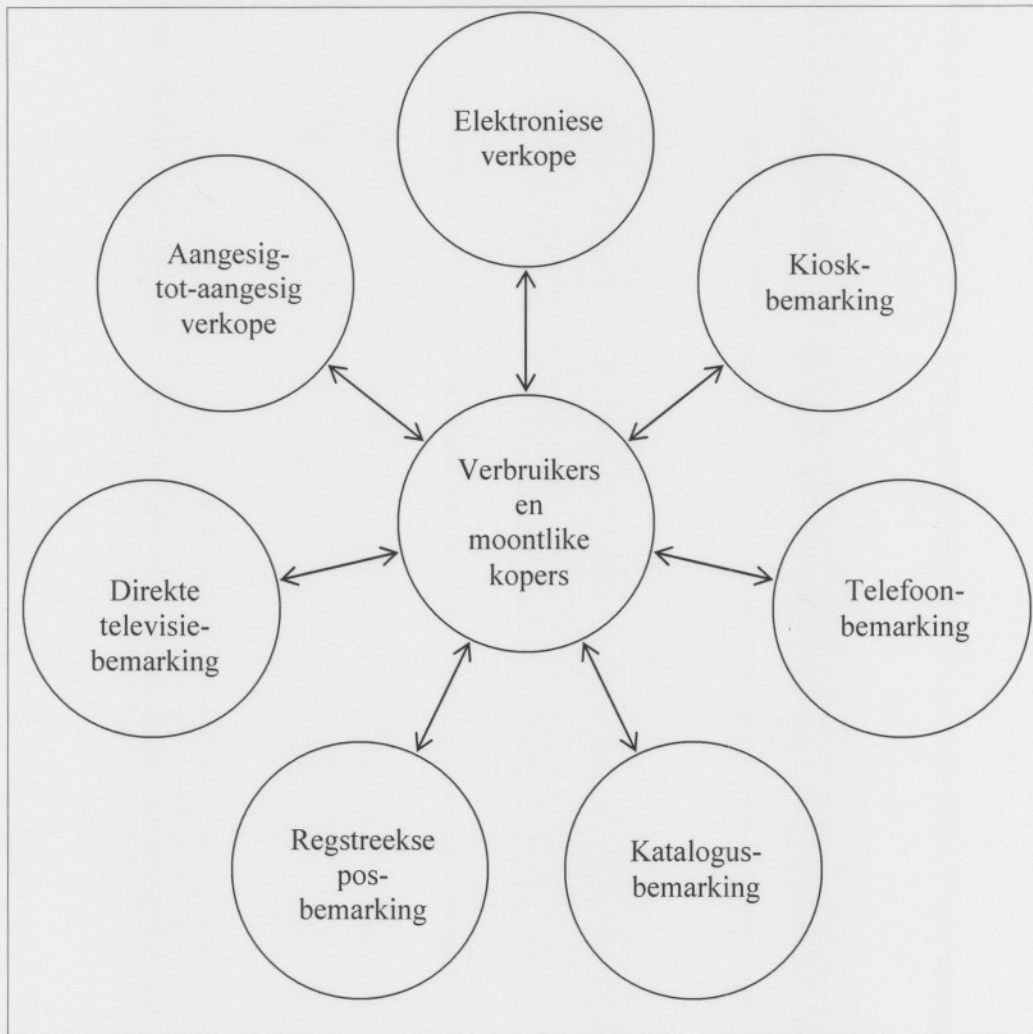 Elektroniese
verkope
Aangesig-
tot-aangesig
verkope
Kiosk-
bemarking
Verbruikers
en
moontlike
kopers
Direkte
televisie-
bemarking
Telefoon-
bemarking
Regstreekse
pos-
bemarking
Katalogus-
bemarking